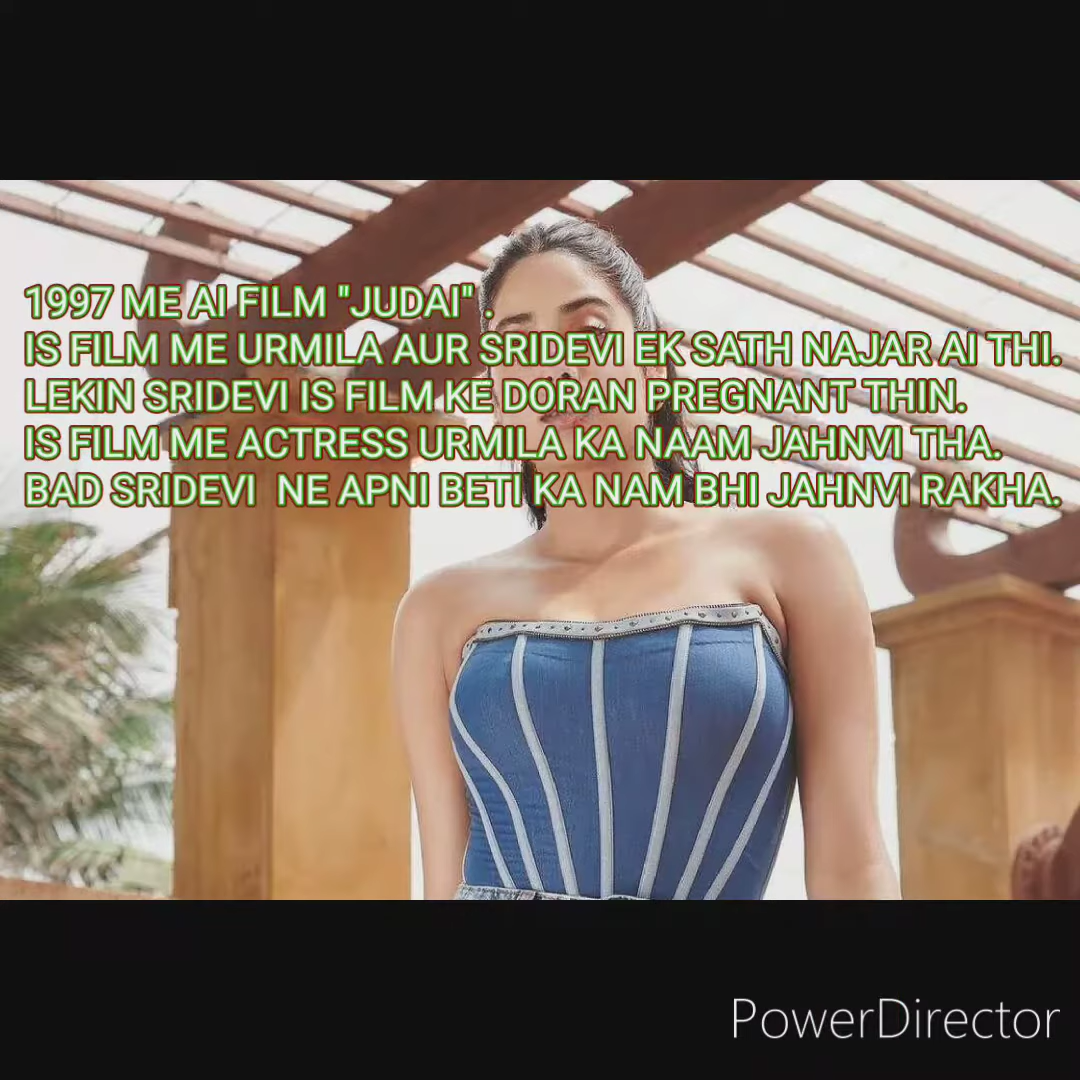 1997 ME AI FILM "JUDAI" .
IS FILM ME URMILA AUR SRIDEVI EK SATH NAJAR AI THI.
LEKIN SRIDEVI IS FILM KE DORAN PREGNANT THIN.
IS FILM ME ACTRESS URMILA KA NAAM JAHNVI THA.
BAD SRIDEVI  NE APNI BETI KA NAM BHI JAHNVI RAKHA.
PowerDirector